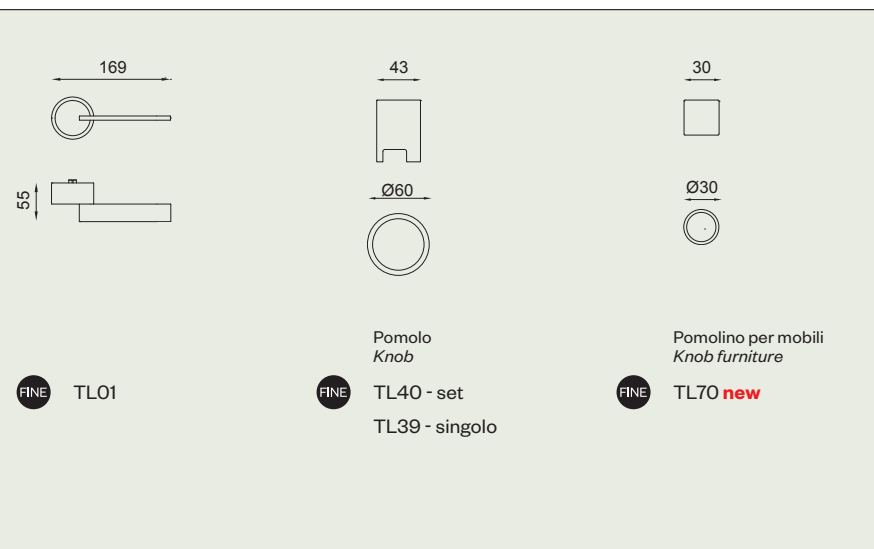 169
43
30
55
Ø60
Ø30
Pomolo
Knob
Pomolino per mobili
Knob furniture
FINE TL01
FINE TL40 - set
TL39 - singolo
FINE TL70 new